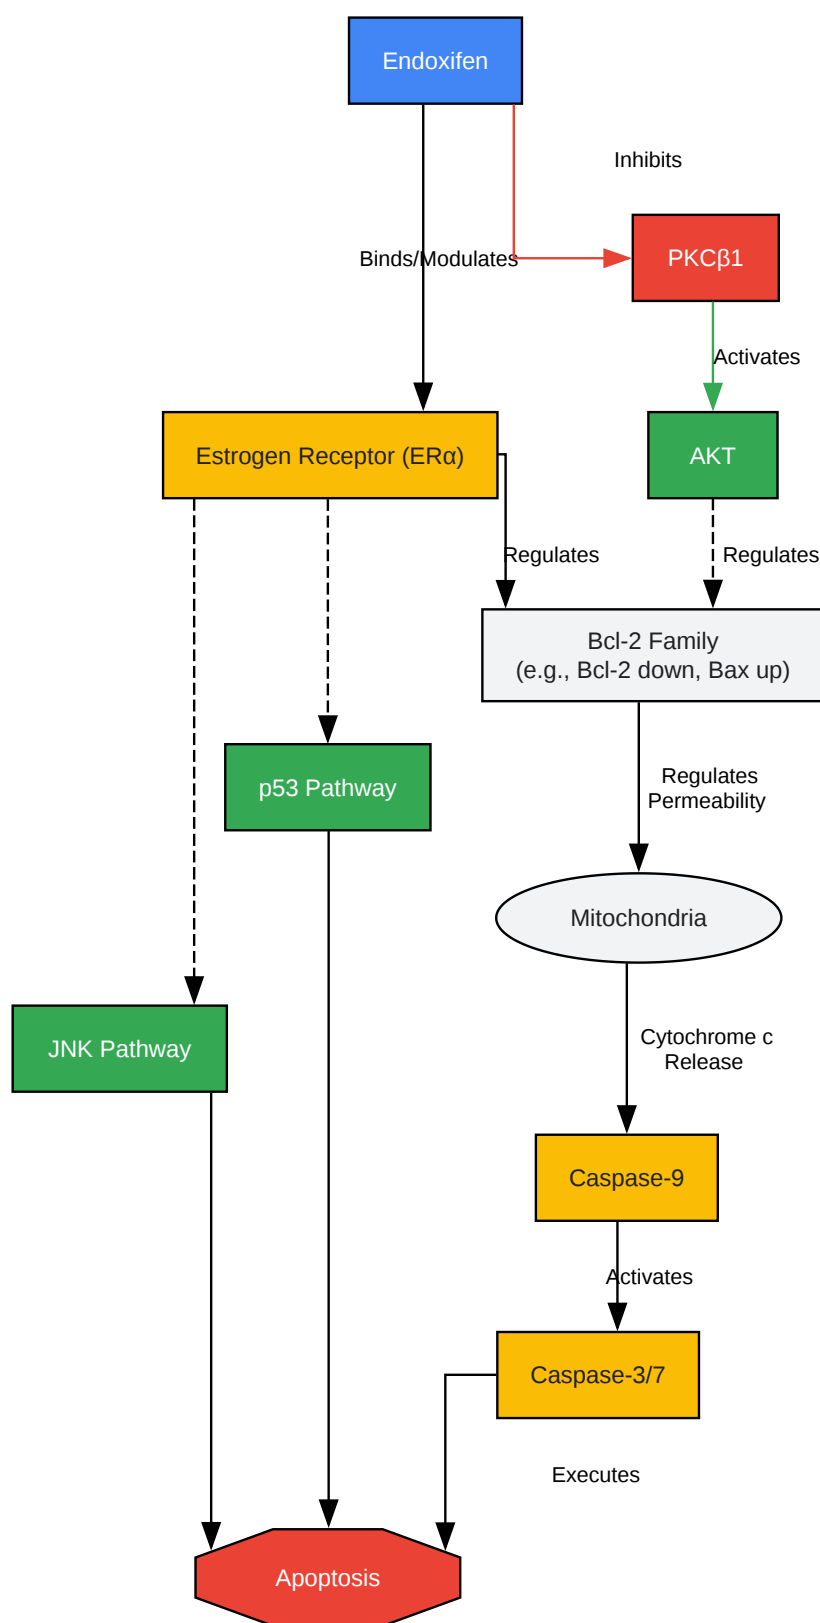 Endoxifen
Inhibits
Binds/Modulates
PKCβ1
Activates
Estrogen Receptor (ERα)
AKT
Regulates
Regulates
Bcl-2 Family
(e.g., Bcl-2 down, Bax up)
p53 Pathway
Regulates
Permeability
Mitochondria
JNK Pathway
Cytochrome c
Release
Caspase-9
Activates
Caspase-3/7
Executes
Apoptosis